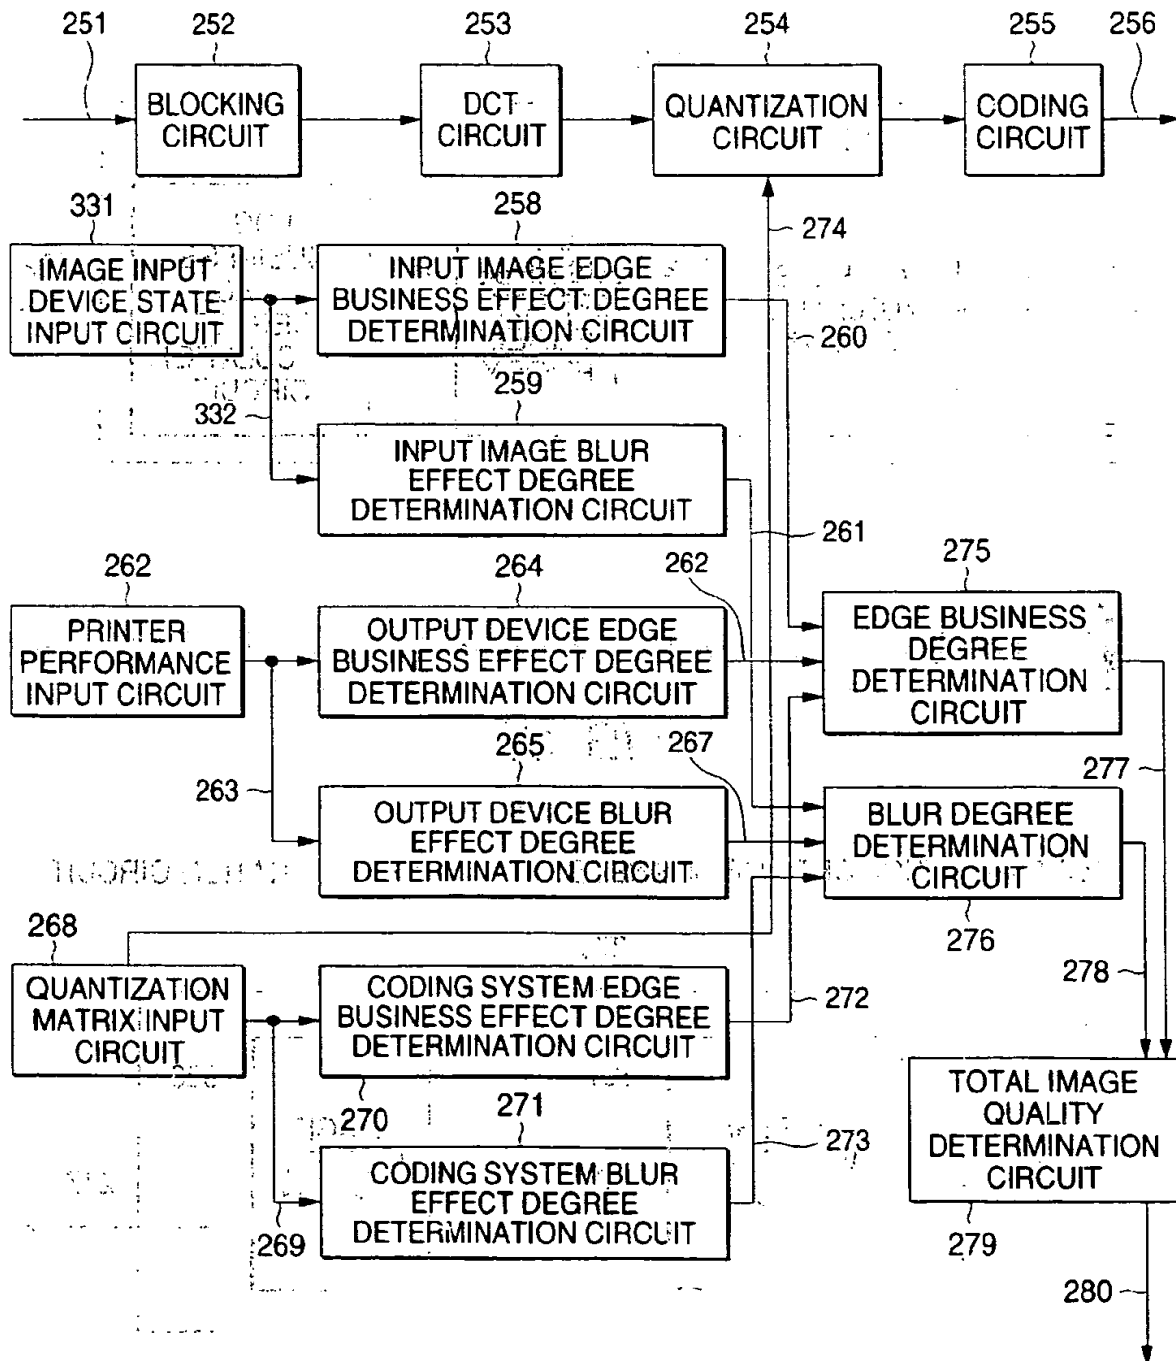 251
252
253
254
255
256
BLOCKING
CIRCUIT
DCT
CIRCUIT
QUANTIZATION
CIRCUIT
CODING
CIRCUIT
331
258
274
IMAGE INPUT
DEVICE STATE
INPUT CIRCUIT
INPUT IMAGE EDGE
BUSINESS EFFECT DEGREE
DETERMINATION CIRCUIT
260
259
332
INPUT IMAGE BLUR
EFFECT DEGREE
DETERMINATION CIRCUIT
261
262
264
262
275
PRINTER
PERFORMANCE
INPUT CIRCUIT
OUTPUT DEVICE EDGE
BUSINESS EFFECT DEGREE
DETERMINATION CIRCUIT
EDGE BUSINESS
DEGREE
DETERMINATION
CIRCUIT
265
267
263
277
OUTPUT DEVICE BLUR
EFFECT DEGREE
DETERMINATION CIRCUIT
BLUR DEGREE
DETERMINATION
CIRCUIT
268
276
278
QUANTIZATION
MATRIX INPUT
CIRCUIT
CODING SYSTEM EDGE
BUSINESS EFFECT DEGREE
DETERMINATION CIRCUIT
272
270
271
273
TOTAL IMAGE
QUALITY
DETERMINATION
CIRCUIT
CODING SYSTEM BLUR
EFFECT DEGREE
DETERMINATION CIRCUIT
269
279
280